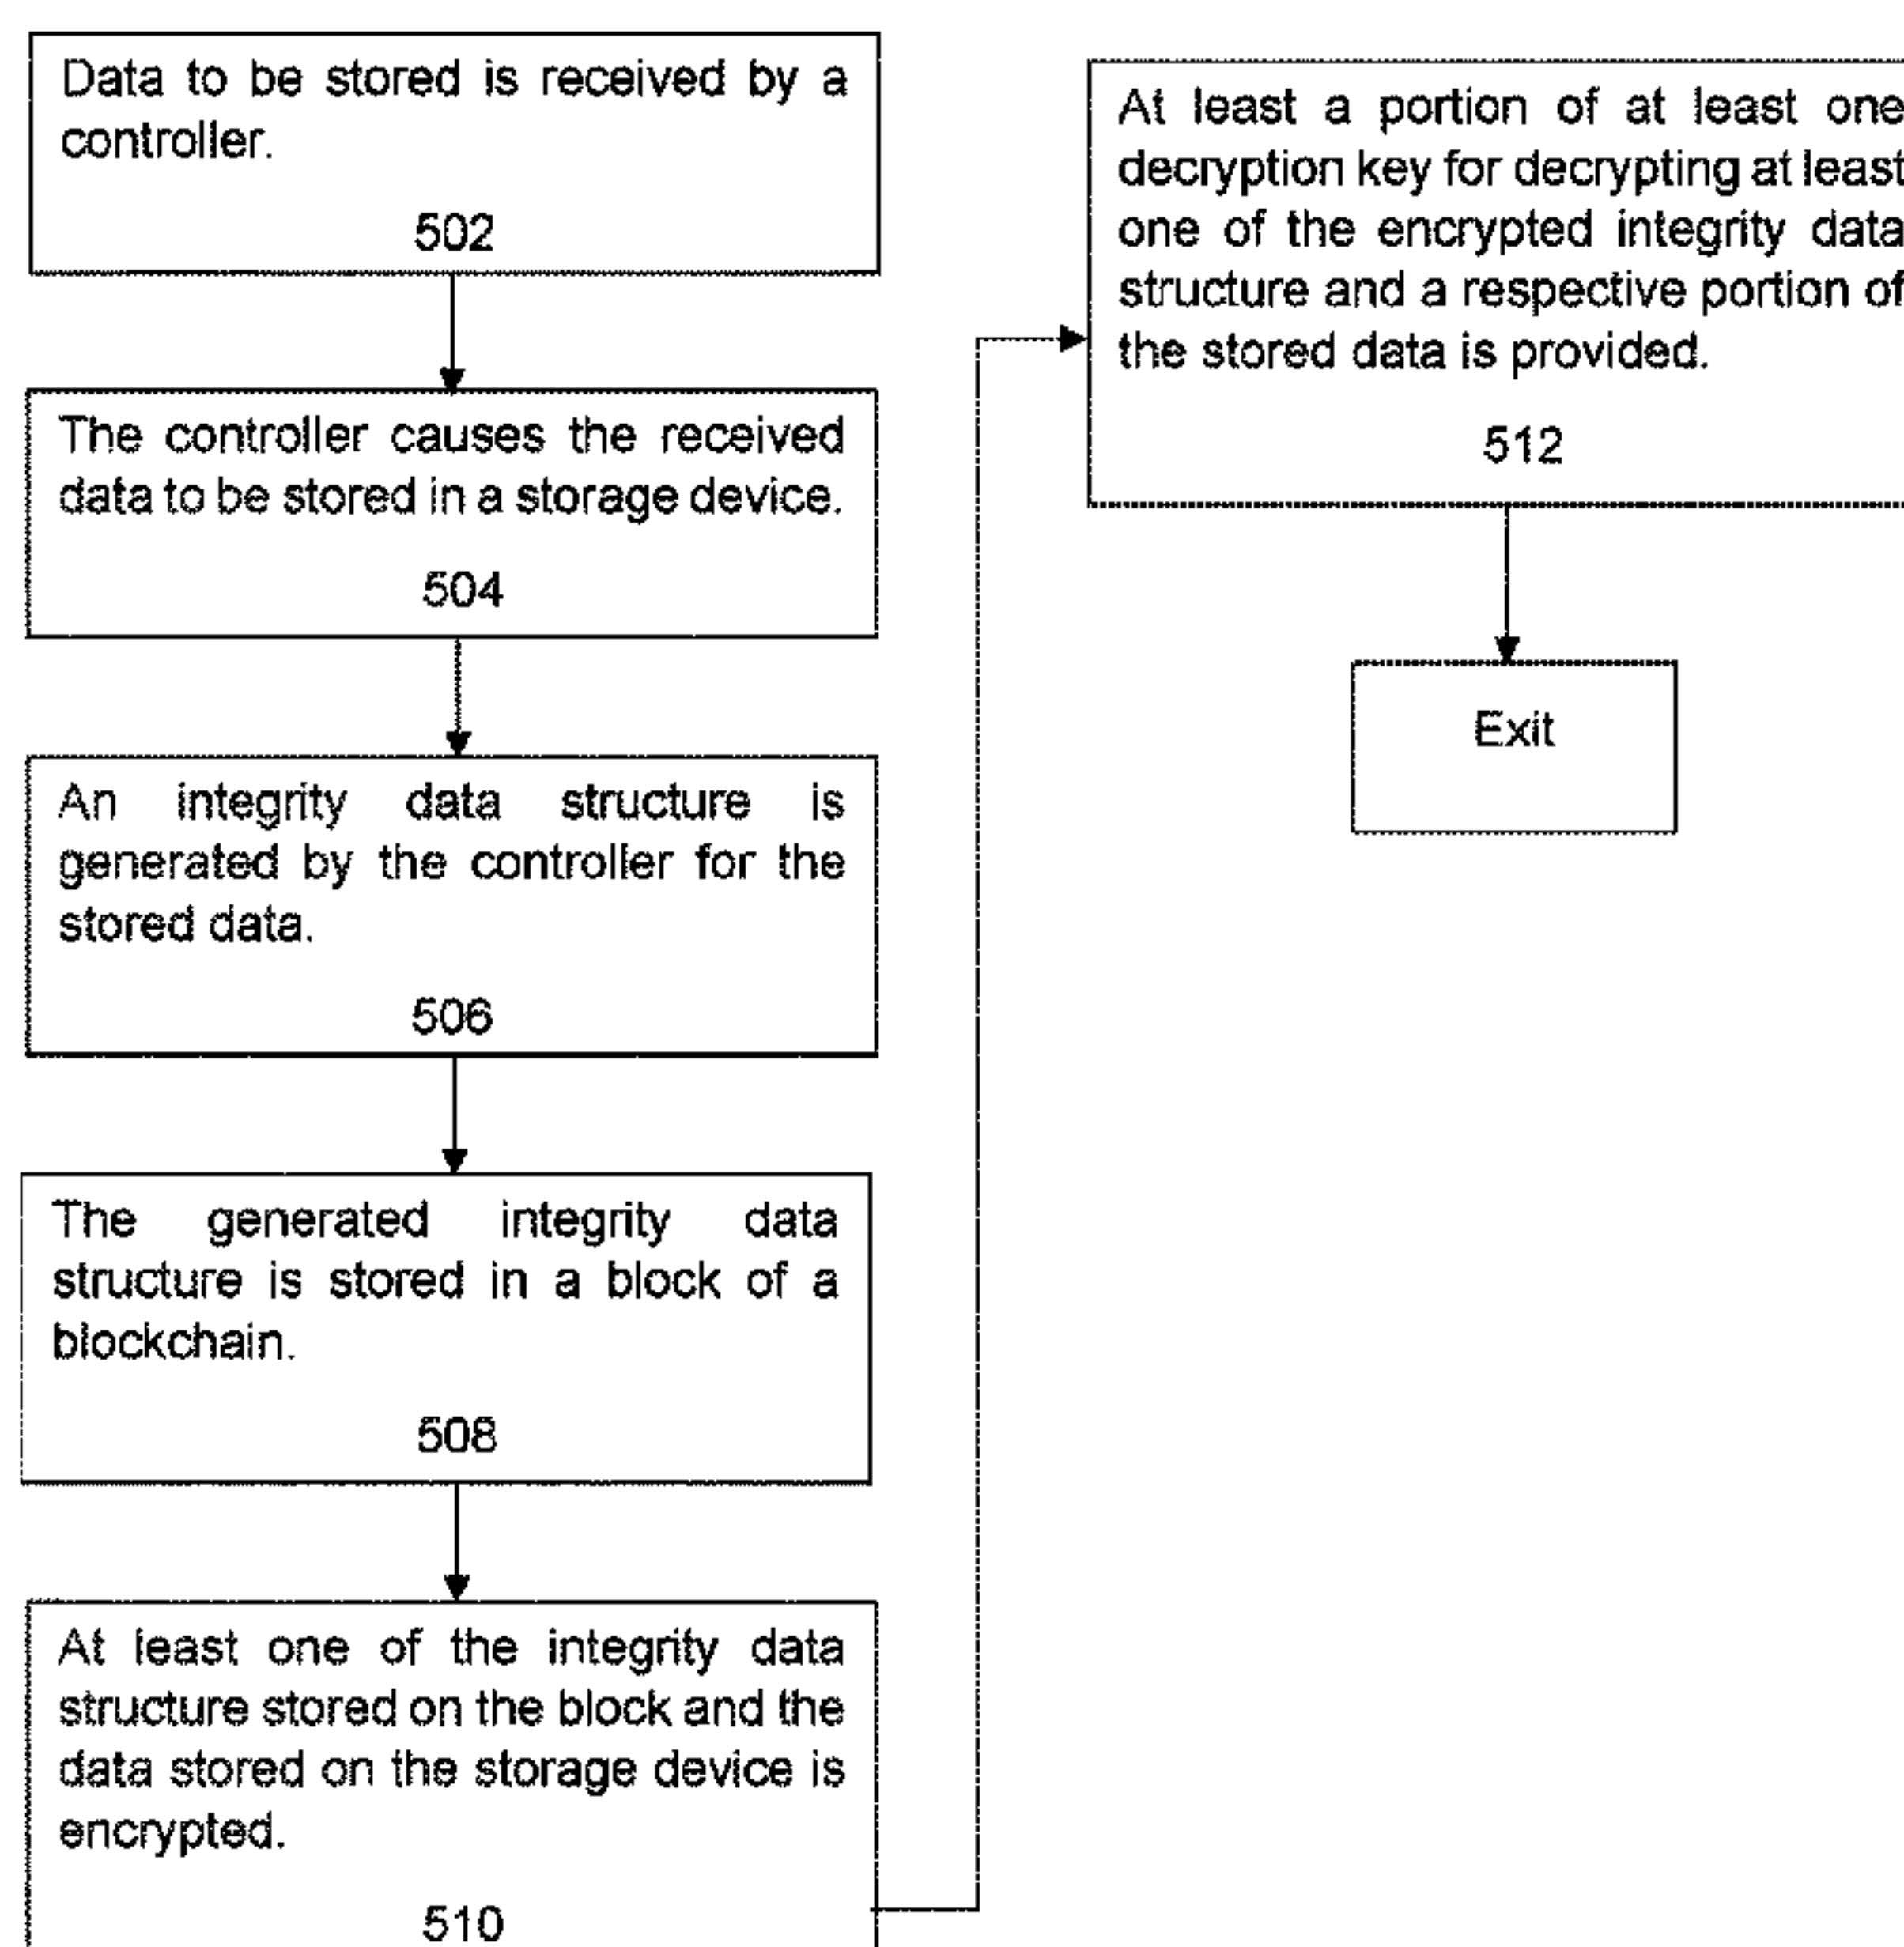 Data to be stored is received by a
controller.
502
The controller causes the received
data to be stored in a storage device.
504
An integrity data structure is
generated by the controller for the
stored data.
506
The generated integrity data
structure is stored in a block of a
blockchain.
508
At least one of the integrity data
structure stored on the block and the
data stored on the storage device is
encrypted.
510
At least a portion of at least one
decryption key for decrypting at least
one of the encrypted integrity data
structure and a respective portion of
the stored data is provided.
512
Exit